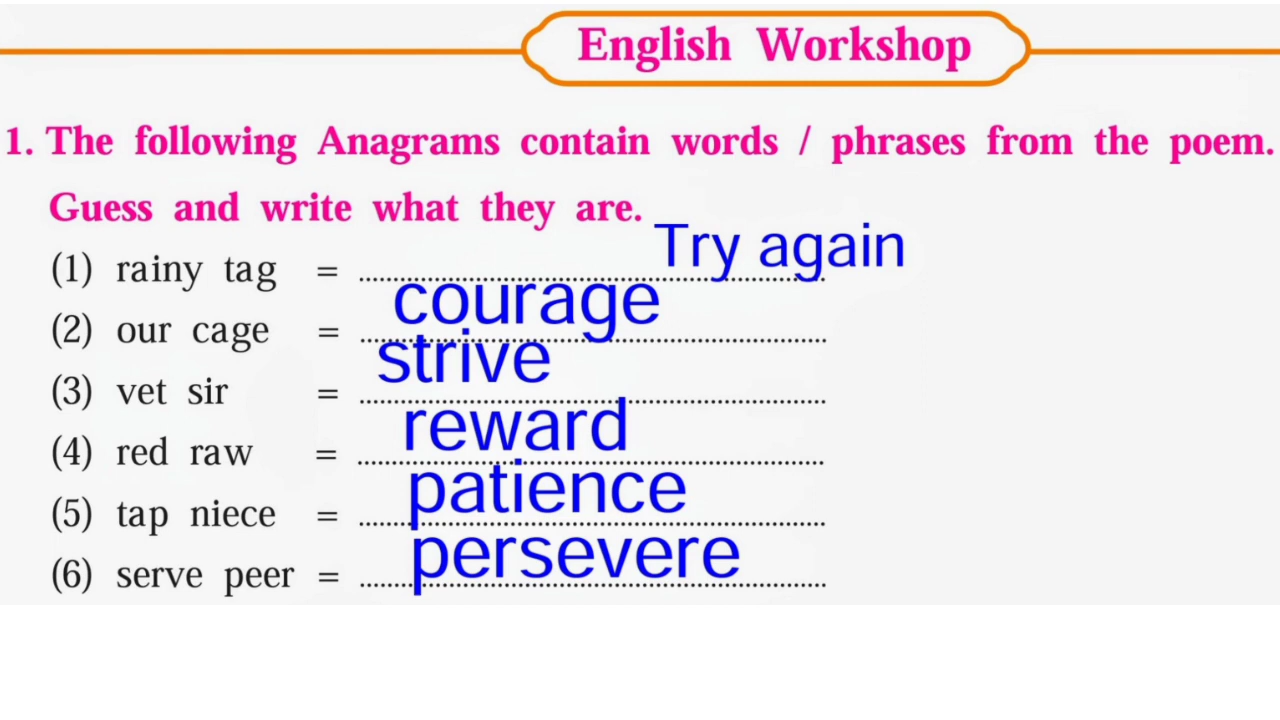 English Workshop
1. The following Anagrams contain words / phrases from the poem.
Guess and write what they are.
(1) rainy tag = .......... Try again
(2) our cage = .......... courage
(3) vet sir = .......... strive
(4) red raw = .......... reward
(5) tap niece = .......... patience
(6) serve peer = .......... persevere